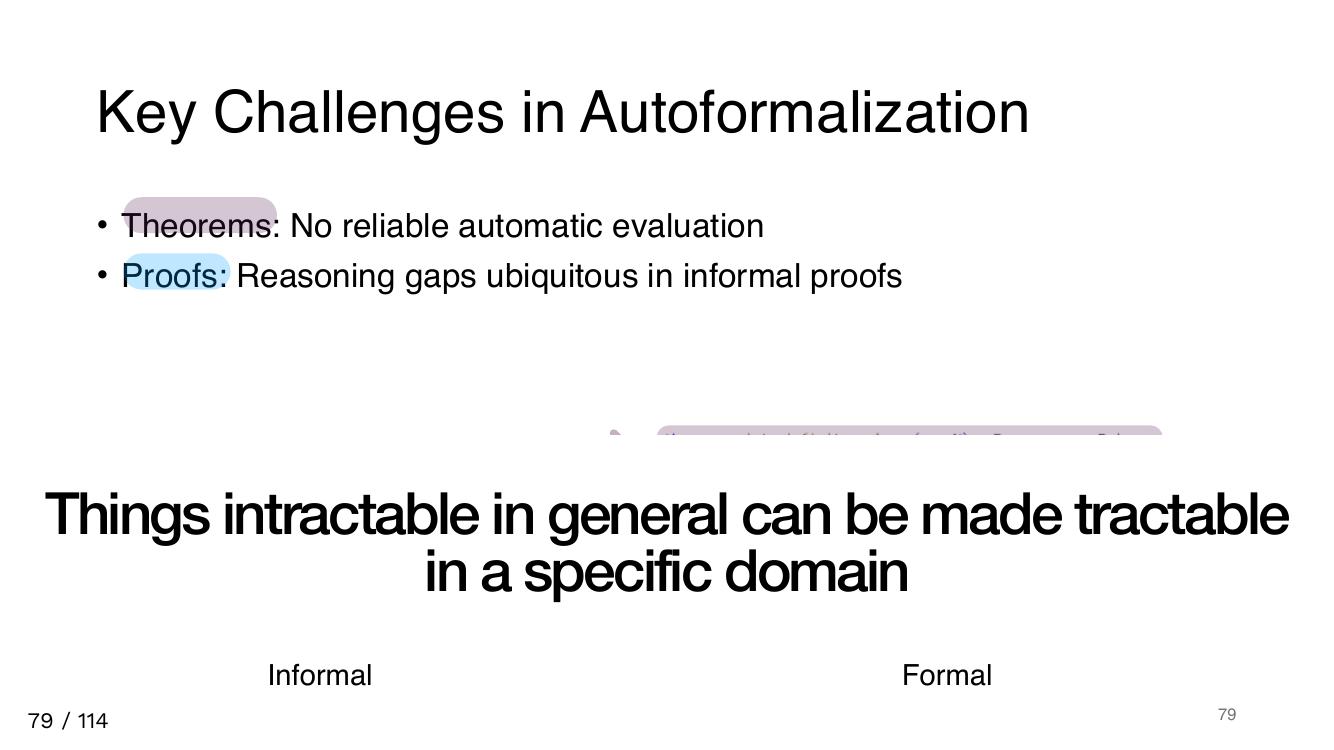 Key Challenges in Autoformalization
• Theorems: No reliable automatic evaluation
• Proofs: Reasoning gaps ubiquitous in informal proofs
Things intractable in general can be made tractable
in a specific domain
Informal
Formal
79 / 114
79